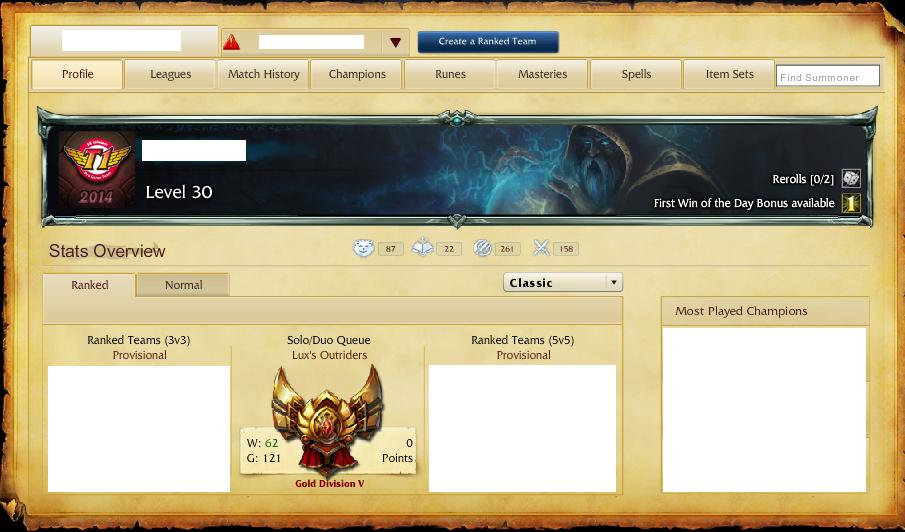 Create a Ranked Team
Profile
Leagues
Match History
Champions
Runes
Masteries
Spells
Item Sets
Find Summoner
T1
2014
Level 30
Rerolls [0/2]
First Win of the Day Bonus available
1
Stats Overview
87
22
261
158
Ranked
Normal
Classic
Most Played Champions
Ranked Teams (3v3)
Provisional
Solo/Duo Queue
Lux's Outriders
Ranked Teams (5v5)
Provisional
W: 62
0
G: 121
Points
Gold Division V